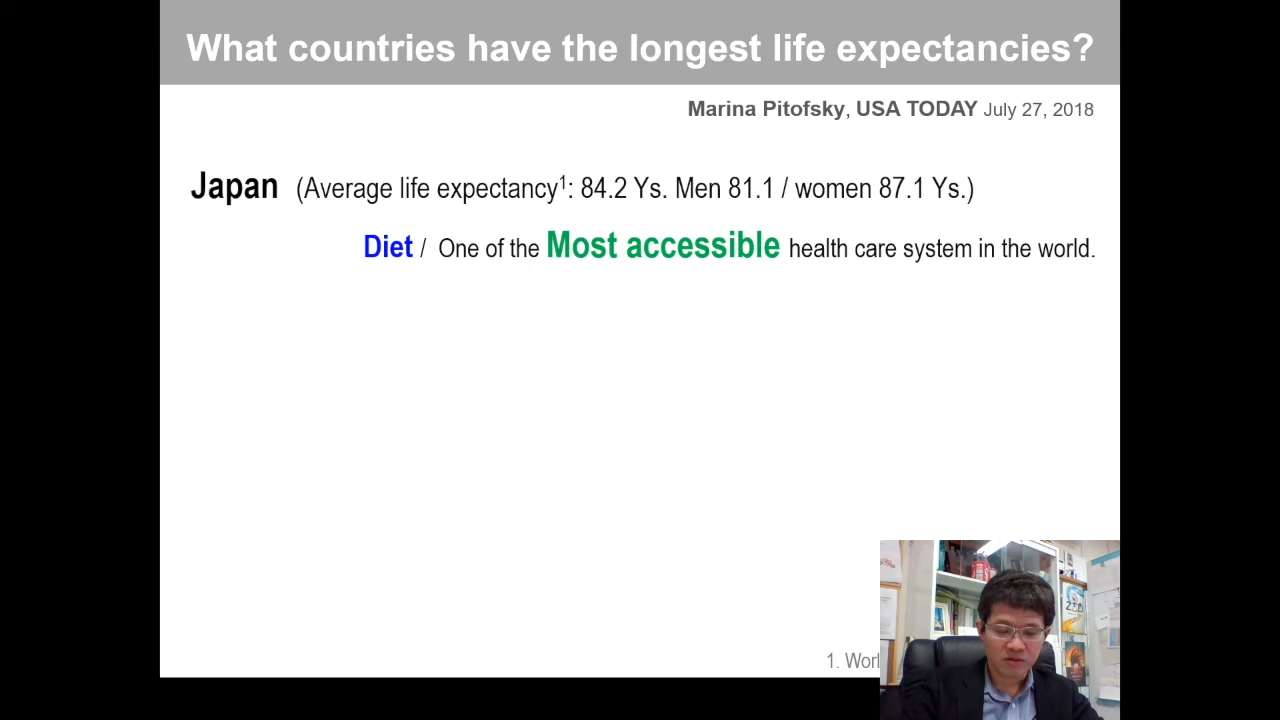 What countries have the longest life expectancies?
Marina Pitofsky, USA TODAY July 27, 2018
Japan (Average life expectancy¹: 84.2 Ys. Men 81.1 / women 87.1 Ys.)
Diet / One of the Most accessible health care system in the world.
1.